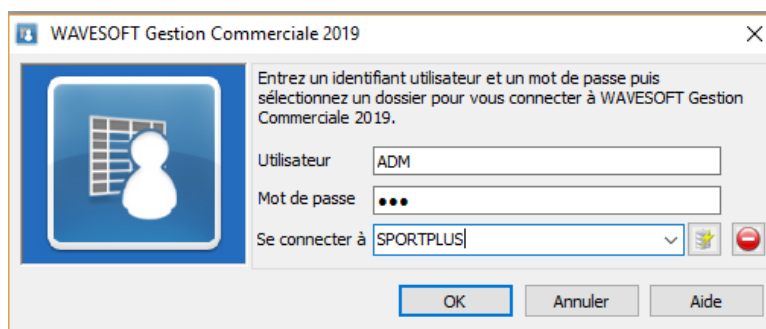 WAVESOFT Gestion Commerciale 2019
Entrez un identifiant utilisateur et un mot de passe puis
sélectionnez un dossier pour vous connecter à WAVESOFT Gestion
Commerciale 2019.
Utilisateur ADM
Mot de passe ●●●
Se connecter à SPORTPLUS
OK Annuler Aide